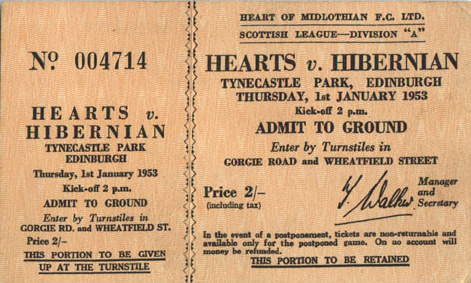 No. 004714
HEARTS v.
HIBERNIAN
TYNECASTLE PARK
EDINBURGH
Thursday, 1st January 1953
Kick-off 2 p.m.
ADMIT TO GROUND
Enter by Turnstiles in
GORGIE RD. and WHEATFIELD ST.
Price 2/–
THIS PORTION TO BE GIVEN
UP AT THE TURNSTILE
HEART OF MIDLOTHIAN F.C. LTD.
SCOTTISH LEAGUE—DIVISION "A"
HEARTS v. HIBERNIAN
TYNECASTLE PARK, EDINBURGH
THURSDAY, 1st JANUARY 1953
Kick-off 2 p.m.
ADMIT TO GROUND
Enter by Turnstiles in
GORGIE ROAD and WHEATFIELD STREET
Price 2/–
(including tax)
T. Walker
Manager
and
Secretary
In the event of a postponement, tickets are non-returnable and
available only for the postponed game. On no account will
money be refunded.
THIS PORTION TO BE RETAINED